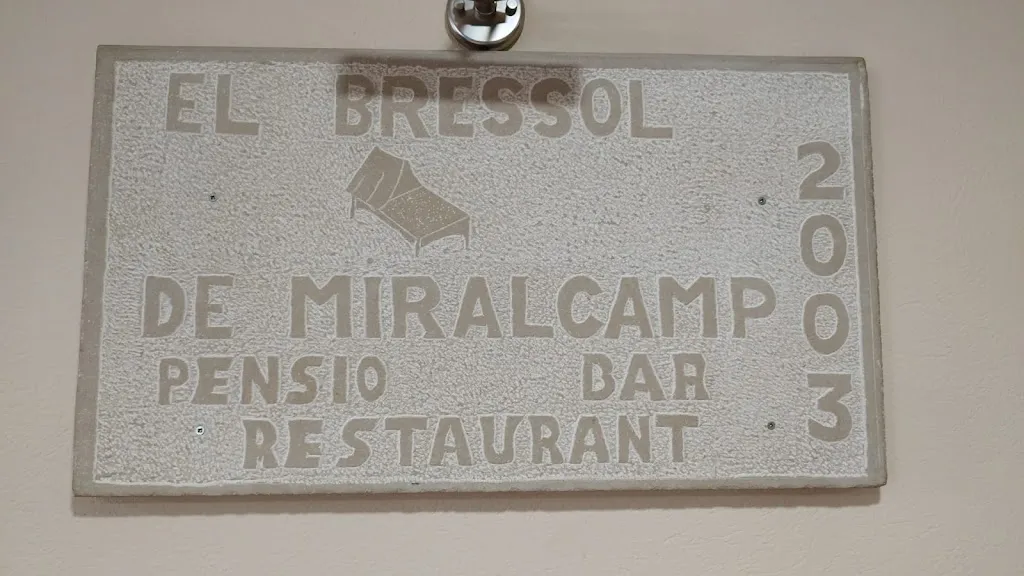 EL BRESSOL
DE MIRALCAMP
PENSIO BAR
RESTAURANT
2003